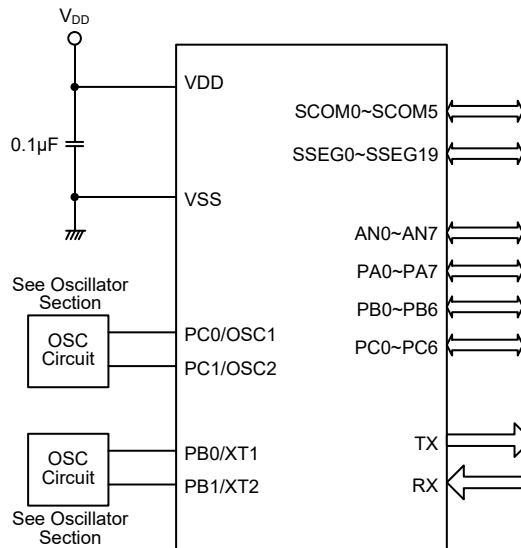 VDD
VDD
0.1µF
VSS
See Oscillator
Section
OSC
Circuit
PC0/OSC1
PC1/OSC2
OSC
Circuit
See Oscillator
Section
PB0/XT1
PB1/XT2
SCOM0~SCOM5
SSEG0~SSEG19
AN0~AN7
PA0~PA7
PB0~PB6
PC0~PC6
TX
RX